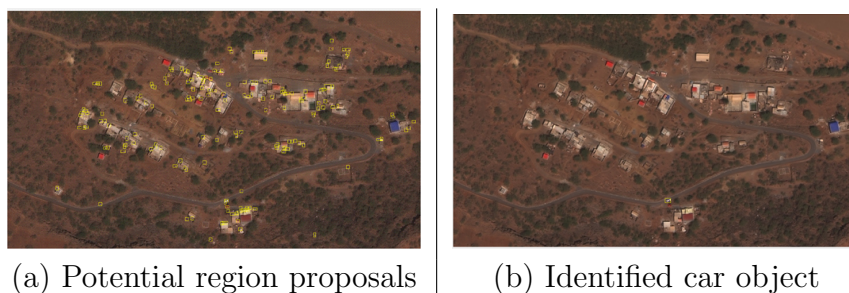 (a) Potential region proposals
(b) Identified car object